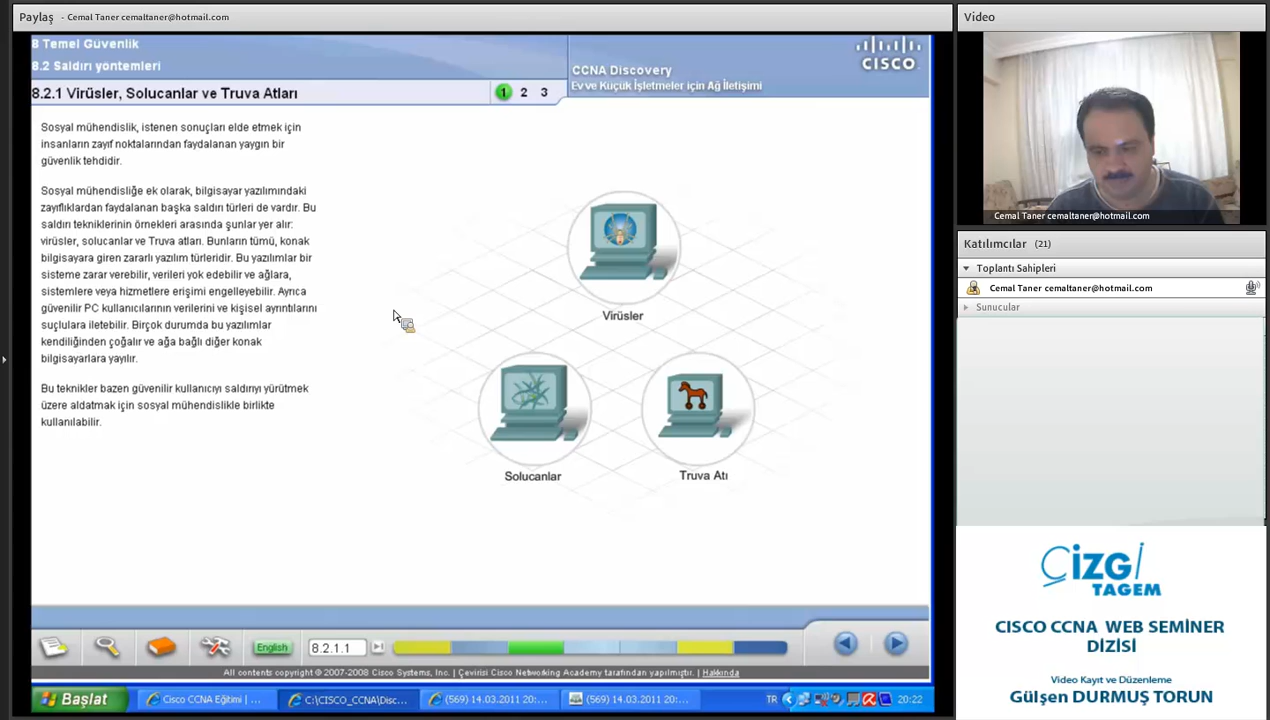 Paylaş - Cemal Taner cemaltaner@hotmail.com
8 Temel Güvenlik
8.2 Saldırı yöntemleri
8.2.1 Virüsler, Solucanlar ve Truva Atları
1 2 3
CCNA Discovery
Ev ve Küçük İşletmeler için Ağ İletişimi
CISCO
Sosyal mühendislik, istenen sonuçları elde etmek için
insanların zayıf noktalarından faydalanan yaygın bir
güvenlik tehdidir.
Sosyal mühendisliğe ek olarak, bilgisayar yazılımındaki
zayıflıklardan faydalanan başka saldırı türleri de vardır. Bu
saldırı tekniklerinin örnekleri arasında şunlar yer alır:
virüsler, solucanlar ve Truva atları. Bunların tümü, konak
bilgisayara giren zararlı yazılım türleridir. Bu yazılımlar bir
sisteme zarar verebilir, verileri yok edebilir ve ağlara,
sistemlere veya hizmetlere erişimi engelleyebilir. Ayrıca
güvenilir PC kullanıcılarının verilerini ve kişisel ayrıntılarını
suçlulara iletebilir. Birçok durumda bu yazılımlar
kendiliğinden çoğalır ve ağa bağlı diğer konak
bilgisayarlara yayılır.
Bu teknikler bazen güvenilir kullanıcıyı saldırıyı yürütmek
üzere aldatmak için sosyal mühendislikle birlikte
kullanılabilir.
Virüsler
Solucanlar
Truva Atı
English
8.2.1.1
All contents copyright © 2007-2008 Cisco Systems, Inc. | Çevirisi Cisco Networking Academy tarafından yapılmıştır. | Hakkında
Başlat
Cisco CCNA Eğitimi | ...
C:\CISCO_CCNA\Disc...
(569) 14.03.2011 20:...
(569) 14.03.2011 20:...
TR
20:22
Video
Cemal Taner cemaltaner@hotmail.com
Katılımcılar (21)
Toplantı Sahipleri
Cemal Taner cemaltaner@hotmail.com
Sunucular
ÇİZGİ
TAGEM
CISCO CCNA WEB SEMİNER
DİZİSİ
Video Kayıt ve Düzenleme
Gülşen DURMUŞ TORUN